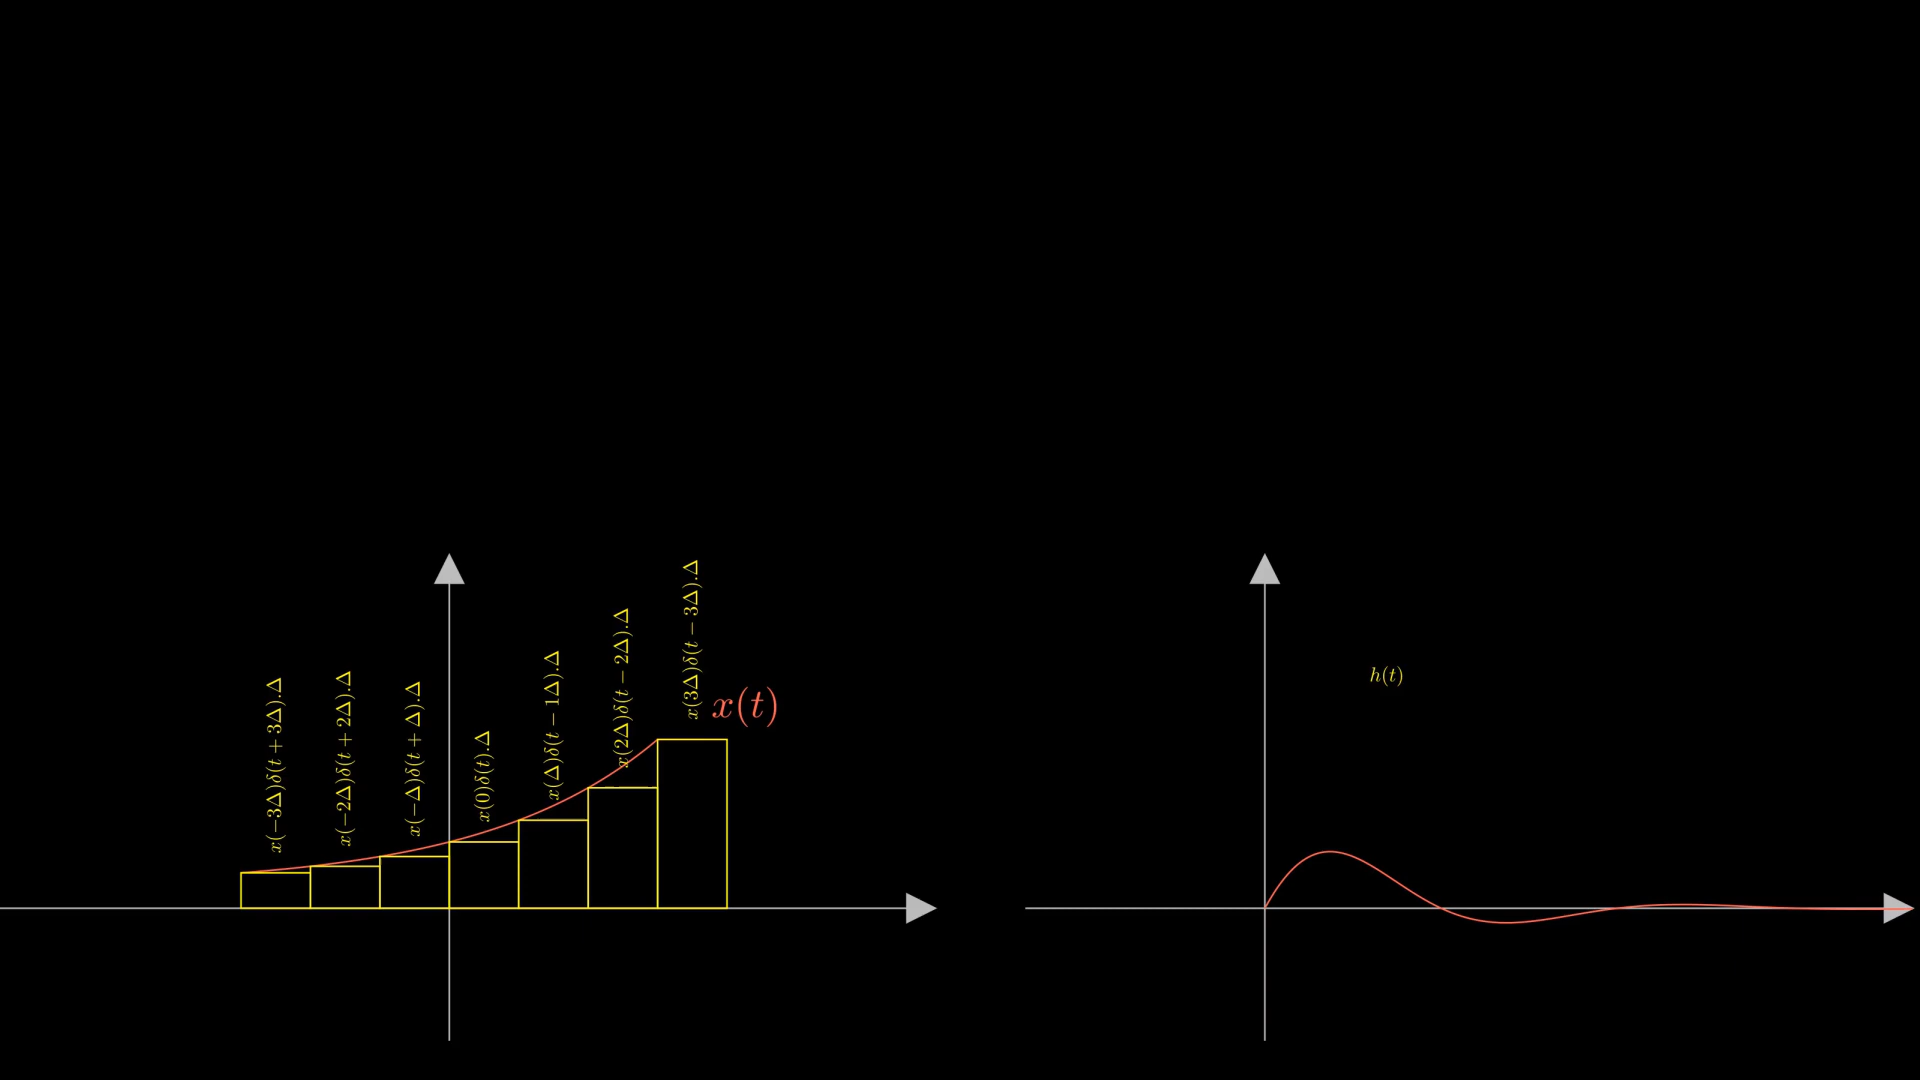 x(-3Δ)δ(t + 3Δ).Δ
x(-2Δ)δ(t + 2Δ).Δ
x(-Δ)δ(t + Δ).Δ
x(0)δ(t).Δ
x(Δ)δ(t - 1Δ).Δ
x(2Δ)δ(t - 2Δ).Δ
x(3Δ)δ(t - 3Δ).Δ
x(t)
h(t)